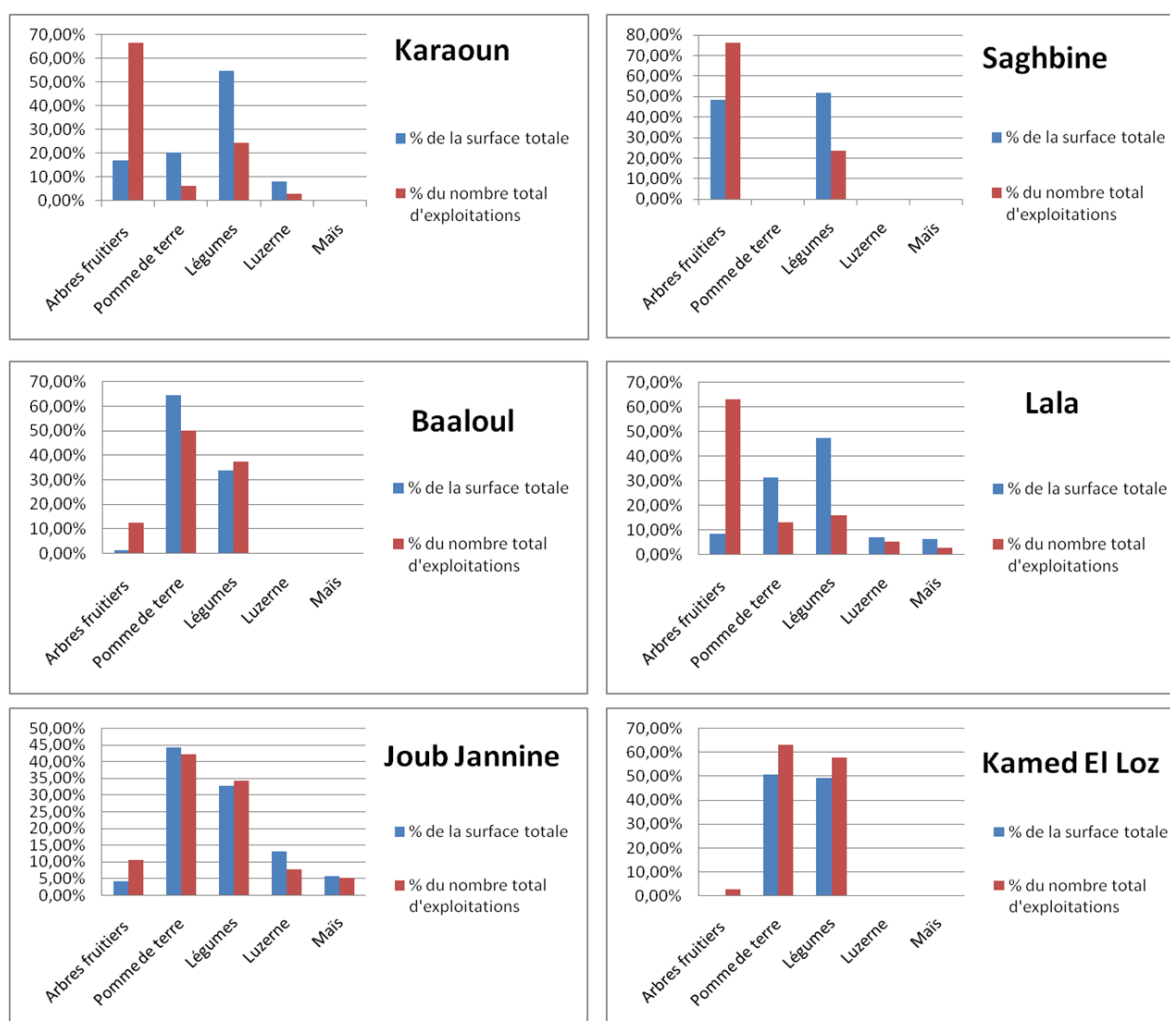 Karaoun
70,00%
60,00%
50,00%
40,00%
30,00%
20,00%
10,00%
0,00%
% de la surface totale
% du nombre total
d'exploitations
Arbres fruitiers
Pomme de terre
Légumes
Luzerne
Maïs
Saghbine
80,00%
70,00%
60,00%
50,00%
40,00%
30,00%
20,00%
10,00%
0,00%
% de la surface totale
% du nombre total
d'exploitations
Arbres fruitiers
Pomme de terre
Légumes
Luzerne
Maïs
Baaloul
70,00%
60,00%
50,00%
40,00%
30,00%
20,00%
10,00%
0,00%
% de la surface totale
% du nombre total
d'exploitations
Arbres fruitiers
Pomme de terre
Légumes
Luzerne
Maïs
Lala
70,00%
60,00%
50,00%
40,00%
30,00%
20,00%
10,00%
0,00%
% de la surface totale
% du nombre total
d'exploitations
Arbres fruitiers
Pomme de terre
Légumes
Luzerne
Maïs
Joub Jannine
50,00%
45,00%
40,00%
35,00%
30,00%
25,00%
20,00%
15,00%
10,00%
5,00%
0,00%
% de la surface totale
% du nombre total
d'exploitations
Arbres fruitiers
Pomme de terre
Légumes
Luzerne
Maïs
Kamed El Loz
70,00%
60,00%
50,00%
40,00%
30,00%
20,00%
10,00%
0,00%
% de la surface totale
% du nombre total
d'exploitations
Arbres fruitiers
Pomme de terre
Légumes
Luzerne
Maïs